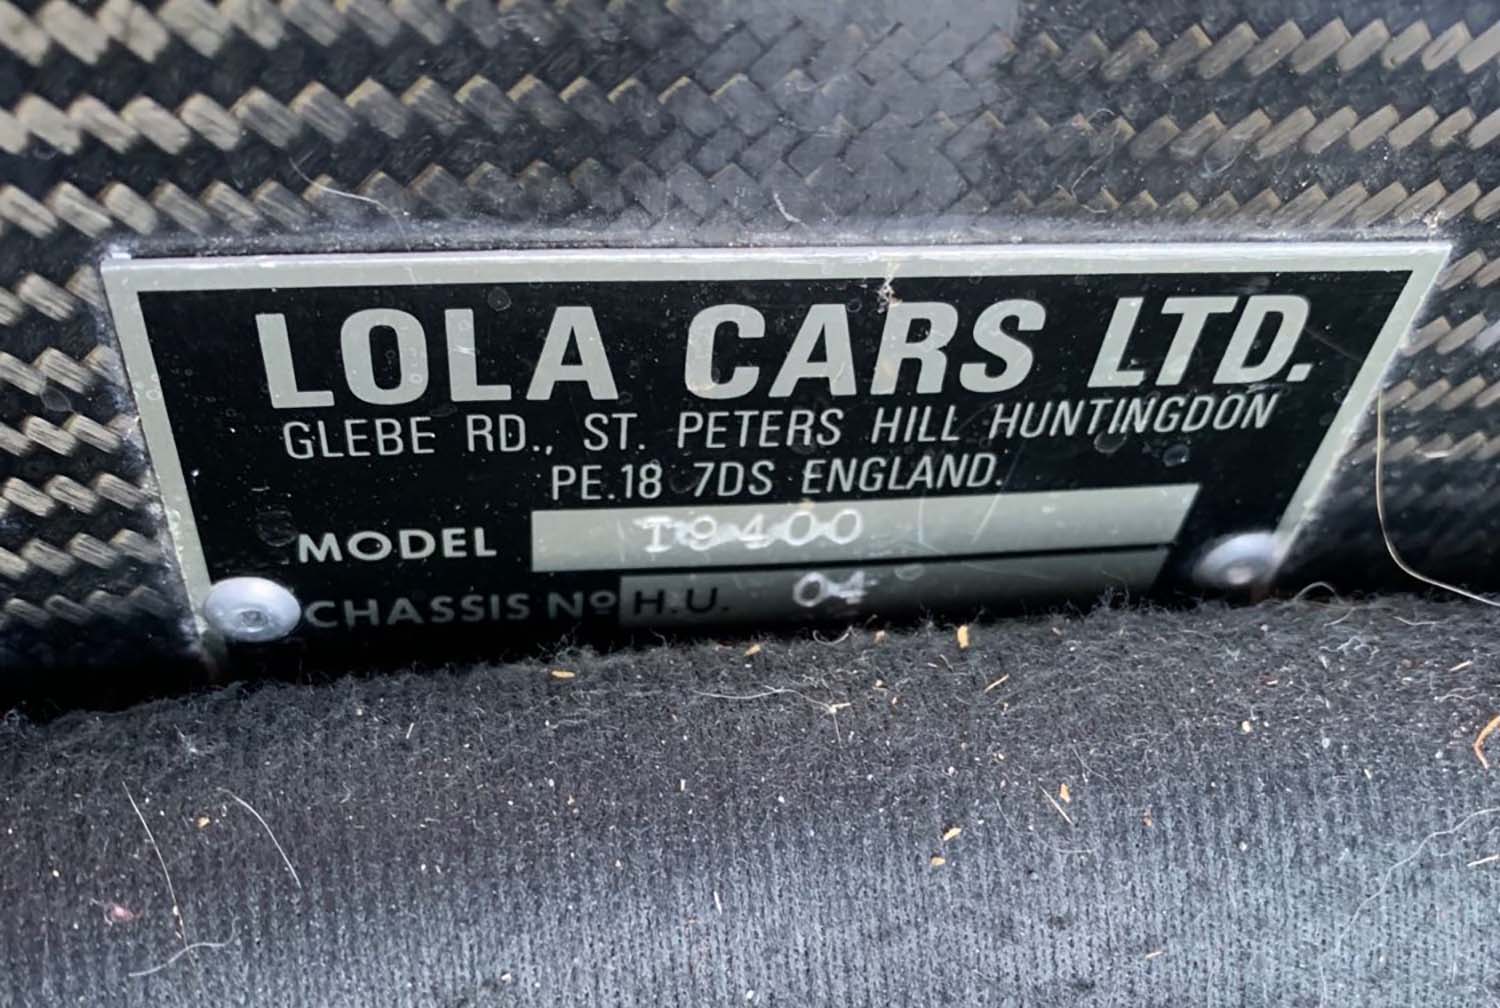 LOLA CARS LTD.
GLEBE RD., ST. PETERS HILL HUNTINGDON
PE.18 7DS ENGLAND.
MODEL T9400
CHASSIS Nº H.U. 04